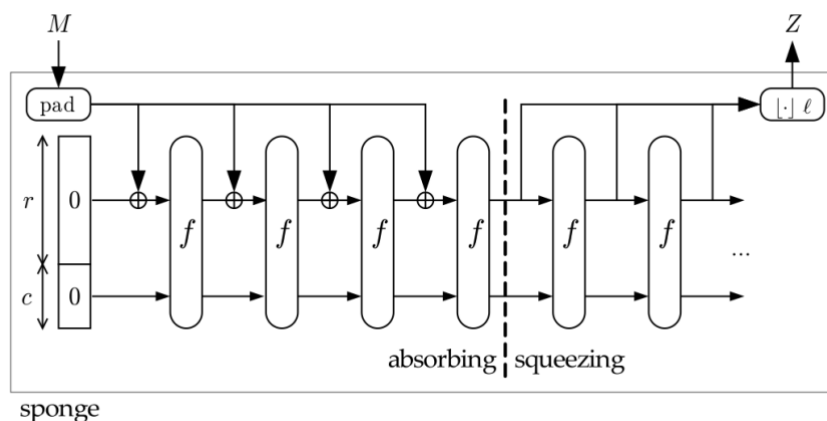 M Z
pad ⌊·⌋ ℓ
r 0 f f f f f f
c 0 ...
absorbing squeezing
sponge